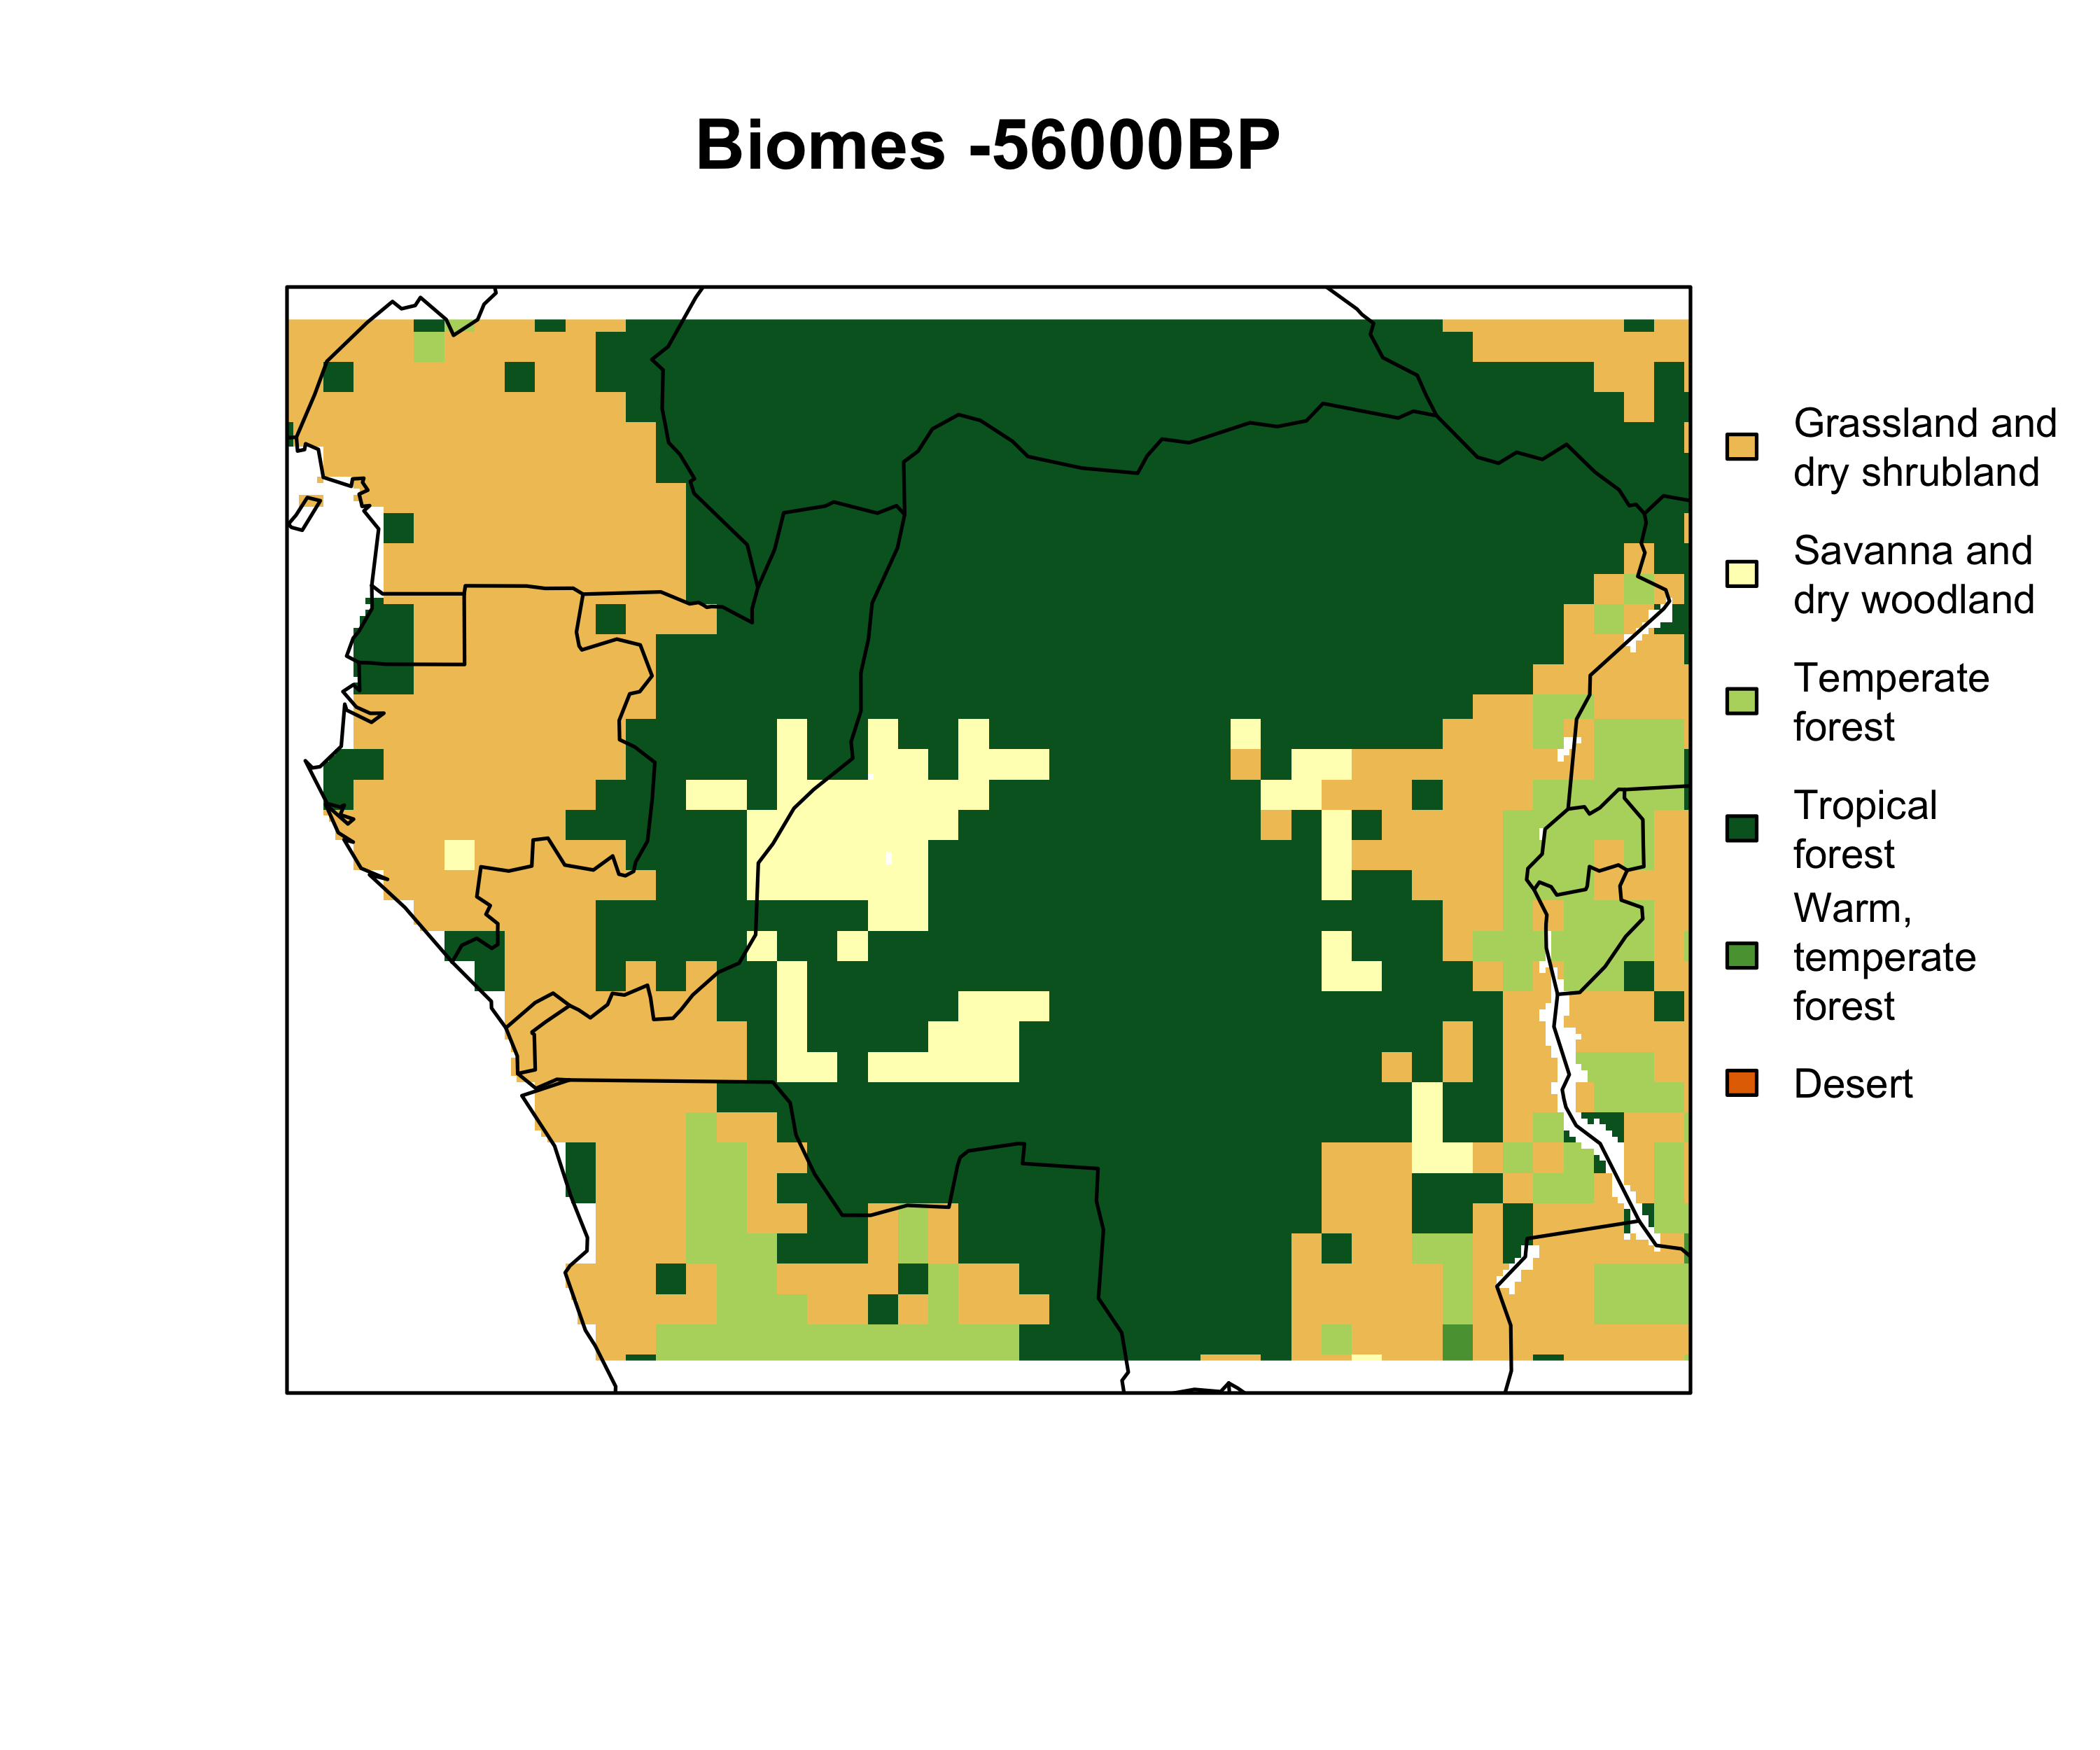 Biomes -56000BP
Grassland and
dry shrubland
Savanna and
dry woodland
Temperate
forest
Tropical
forest
Warm,
temperate
forest
Desert